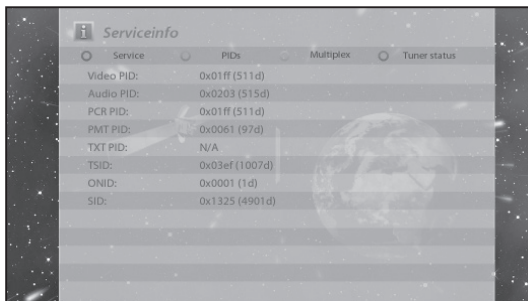 i Serviceinfo
Service PIDs Multiplex Tuner status
Video PID: 0x01ff (511d)
Audio PID: 0x0203 (515d)
PCR PID: 0x01ff (511d)
PMT PID: 0x0061 (97d)
TXT PID: N/A
TSID: 0x03ef (1007d)
ONID: 0x0001 (1d)
SID: 0x1325 (4901d)